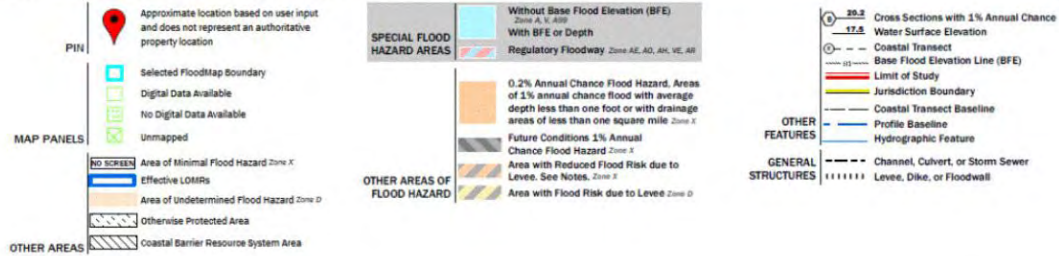 Approximate location based on user input
and does not represent an authoritative
property location
PIN
Selected FloodMap Boundary
Digital Data Available
No Digital Data Available
Unmapped
MAP PANELS
NO SCREEN Area of Minimal Flood Hazard Zone X
Effective LOMRs
Area of Undetermined Flood Hazard Zone D
Otherwise Protected Area
Coastal Barrier Resource System Area
OTHER AREAS
Without Base Flood Elevation (BFE)
Zone A, V, A99
With BFE or Depth
Regulatory Floodway Zone AE, AO, AH, VE, AR
SPECIAL FLOOD
HAZARD AREAS
0.2% Annual Chance Flood Hazard, Areas
of 1% annual chance flood with average
depth less than one foot or with drainage
areas of less than one square mile Zone X
Future Conditions 1% Annual
Chance Flood Hazard Zone X
Area with Reduced Flood Risk due to
Levee. See Notes. Zone X
Area with Flood Risk due to Levee Zone D
OTHER AREAS OF
FLOOD HAZARD
20.2 Cross Sections with 1% Annual Chance
17.5 Water Surface Elevation
Coastal Transect
Base Flood Elevation Line (BFE)
Limit of Study
Jurisdiction Boundary
Coastal Transect Baseline
Profile Baseline
Hydrographic Feature
OTHER
FEATURES
Channel, Culvert, or Storm Sewer
Levee, Dike, or Floodwall
GENERAL
STRUCTURES